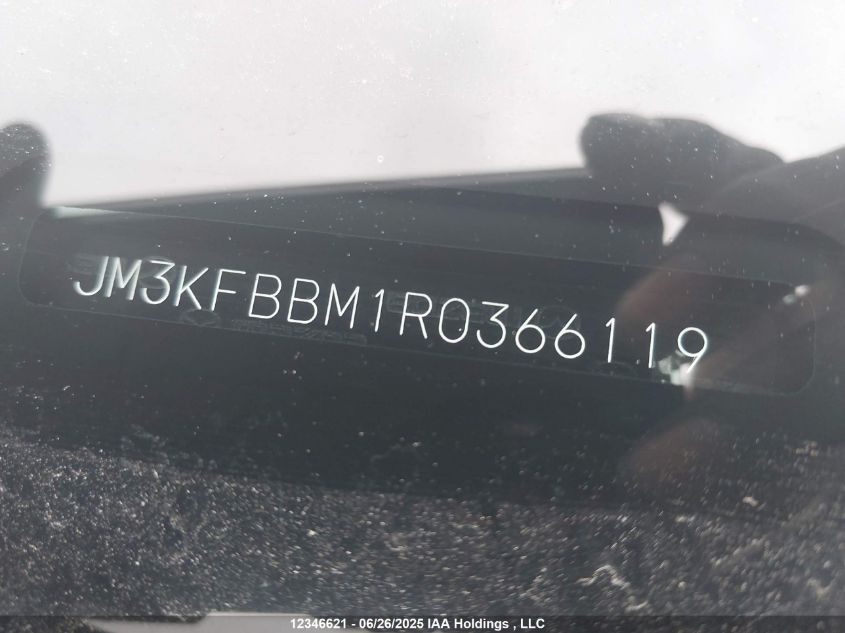 JM3KFBBM1R0366119
12346621 - 06/26/2025 IAA Holdings , LLC